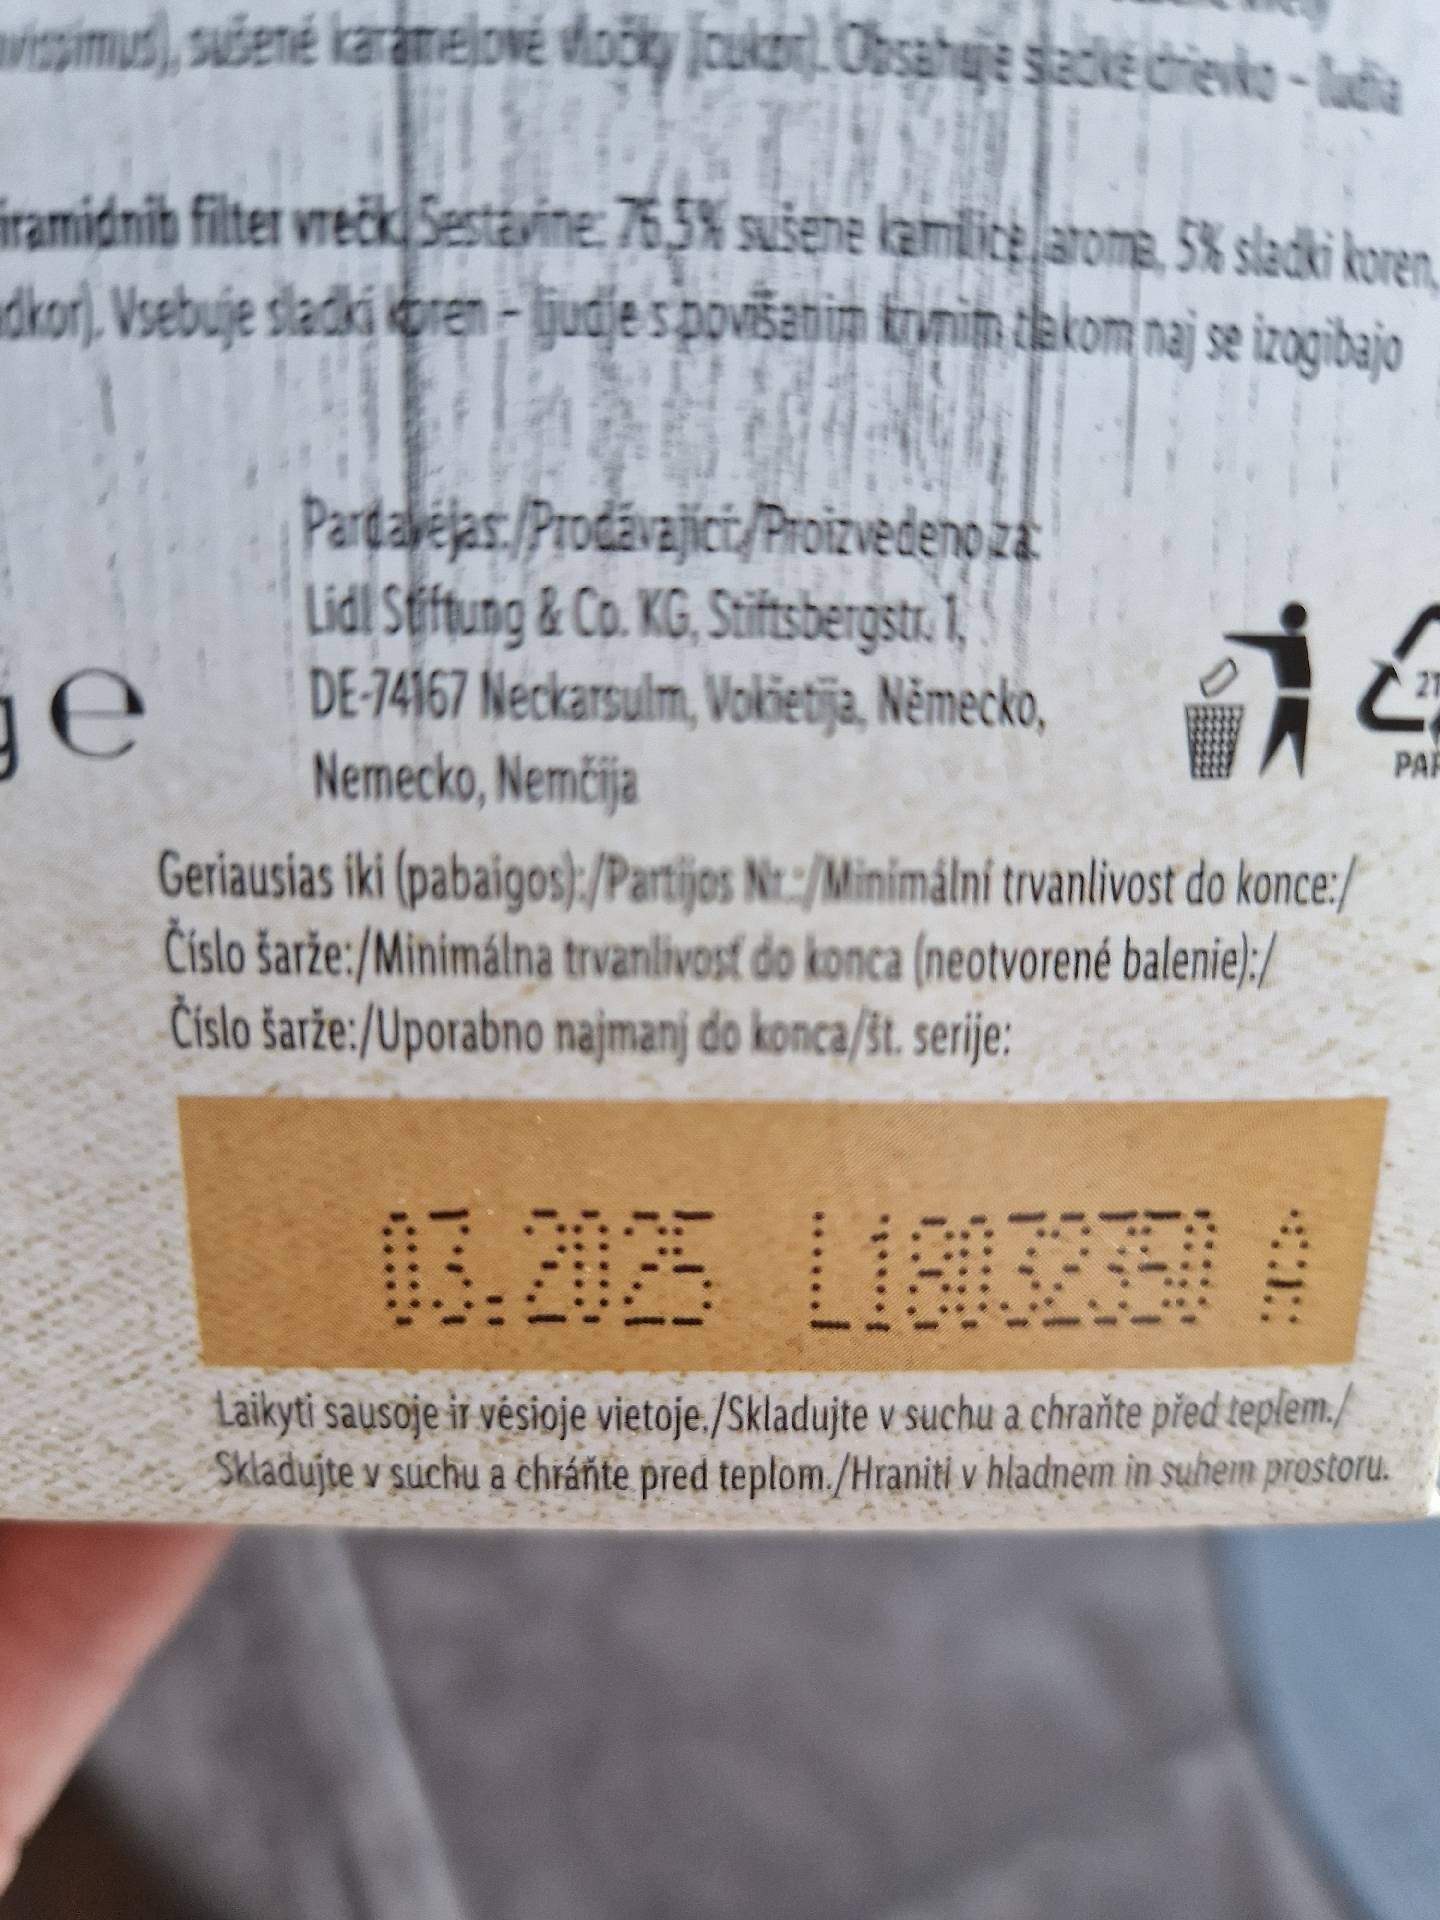 sušené karamelové vločky (cukor). Obsahuje sladké drievko – ľudia
filter vrečk. Sestavine: 76,5% sušene kamilice, aroma, 5% sladki koren,
Vsebuje sladki koren – ljudje s povišanim krvnim tlakom naj se izogibajo
Pardavėjas:/Prodávající:/Proizvedeno za:
Lidl Stiftung & Co. KG, Stiftsbergstr. 1,
DE-74167 Neckarsulm, Vokietija, Německo,
Nemecko, Nemčija
g e
PAP
Geriausias iki (pabaigos):/Partijos Nr.:/Minimální trvanlivost do konce:/
Číslo šarže:/Minimálna trvanlivosť do konca (neotvorené balenie):/
Číslo šarže:/Uporabno najmanj do konca/št. serije:
03.2025 A
Laikyti sausoje ir vėsioje vietoje./Skladujte v suchu a chraňte před teplem./
Skladujte v suchu a chráňte pred teplom./Hraniti v hladnem in suhem prostoru.